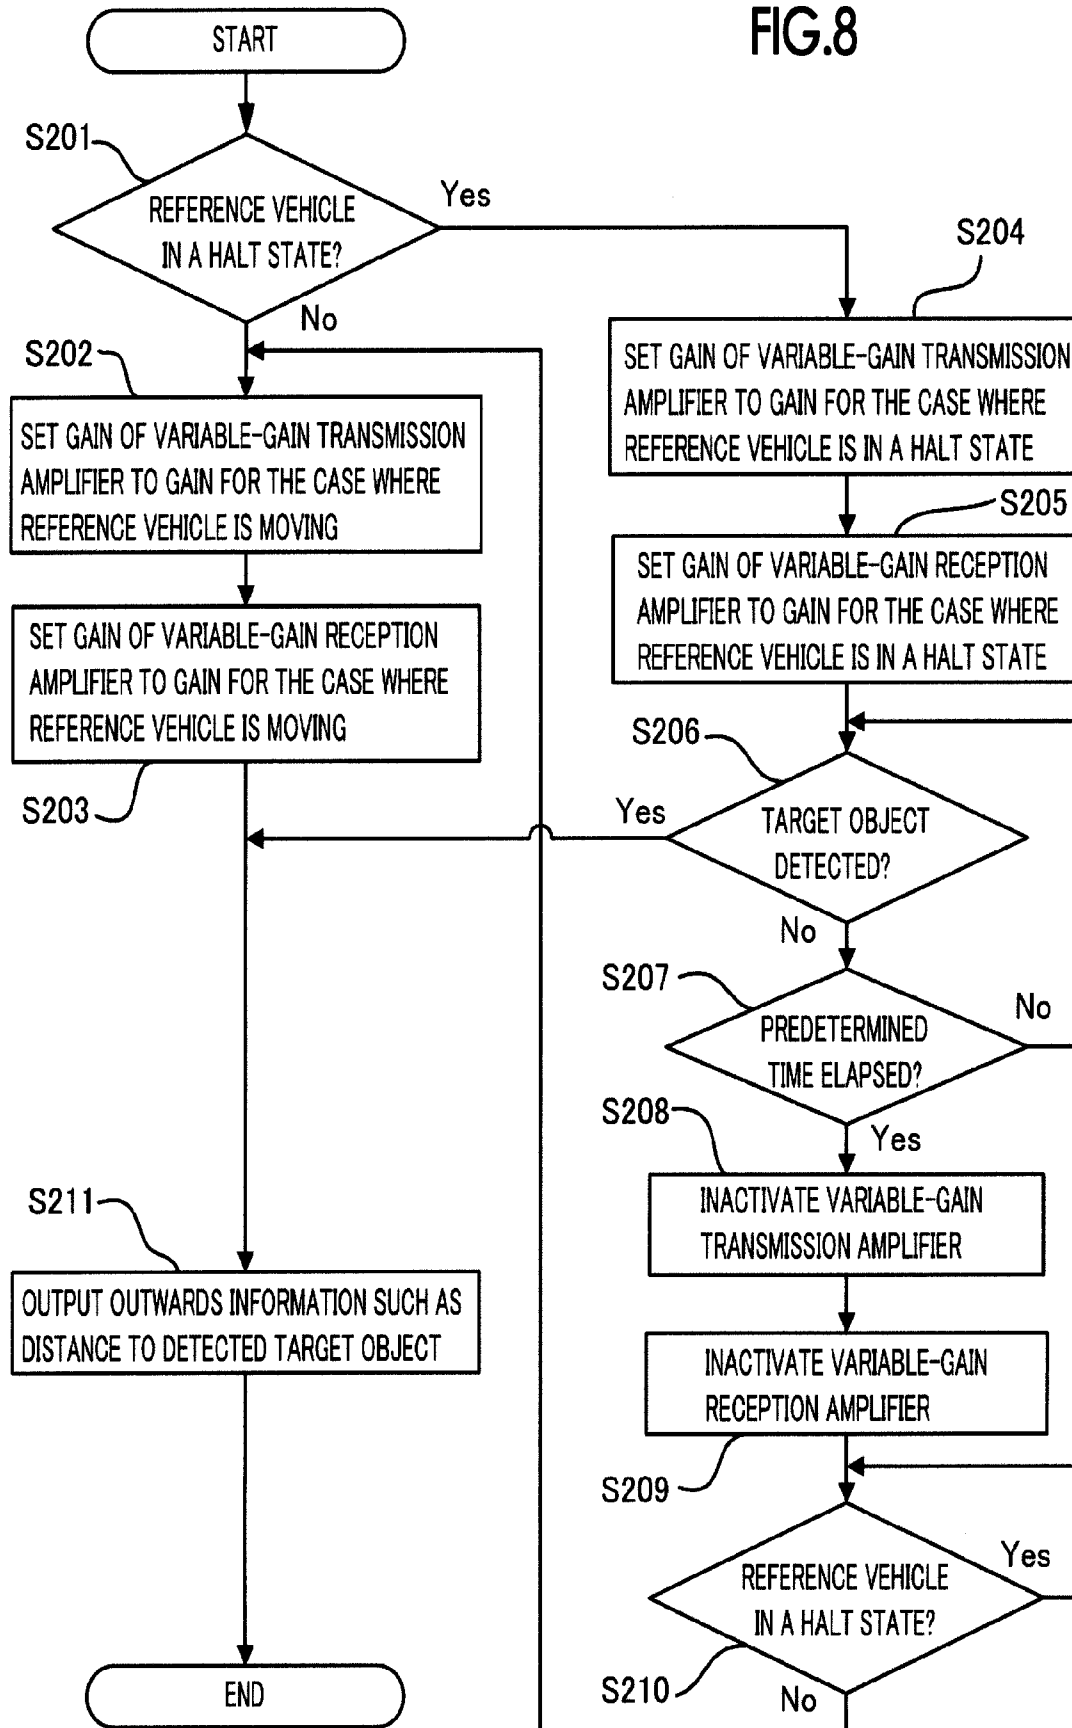 FIG.8
START
S201
REFERENCE VEHICLE
IN A HALT STATE?
Yes
No
S202
SET GAIN OF VARIABLE-GAIN TRANSMISSION
AMPLIFIER TO GAIN FOR THE CASE WHERE
REFERENCE VEHICLE IS MOVING
SET GAIN OF VARIABLE-GAIN RECEPTION
AMPLIFIER TO GAIN FOR THE CASE WHERE
REFERENCE VEHICLE IS MOVING
S203
S204
SET GAIN OF VARIABLE-GAIN TRANSMISSION
AMPLIFIER TO GAIN FOR THE CASE WHERE
REFERENCE VEHICLE IS IN A HALT STATE
S205
SET GAIN OF VARIABLE-GAIN RECEPTION
AMPLIFIER TO GAIN FOR THE CASE WHERE
REFERENCE VEHICLE IS IN A HALT STATE
S206
Yes
TARGET OBJECT
DETECTED?
No
S207
PREDETERMINED
TIME ELAPSED?
No
S208
Yes
INACTIVATE VARIABLE-GAIN
TRANSMISSION AMPLIFIER
INACTIVATE VARIABLE-GAIN
RECEPTION AMPLIFIER
S209
REFERENCE VEHICLE
IN A HALT STATE?
Yes
S210
No
S211
OUTPUT OUTWARDS INFORMATION SUCH AS
DISTANCE TO DETECTED TARGET OBJECT
END